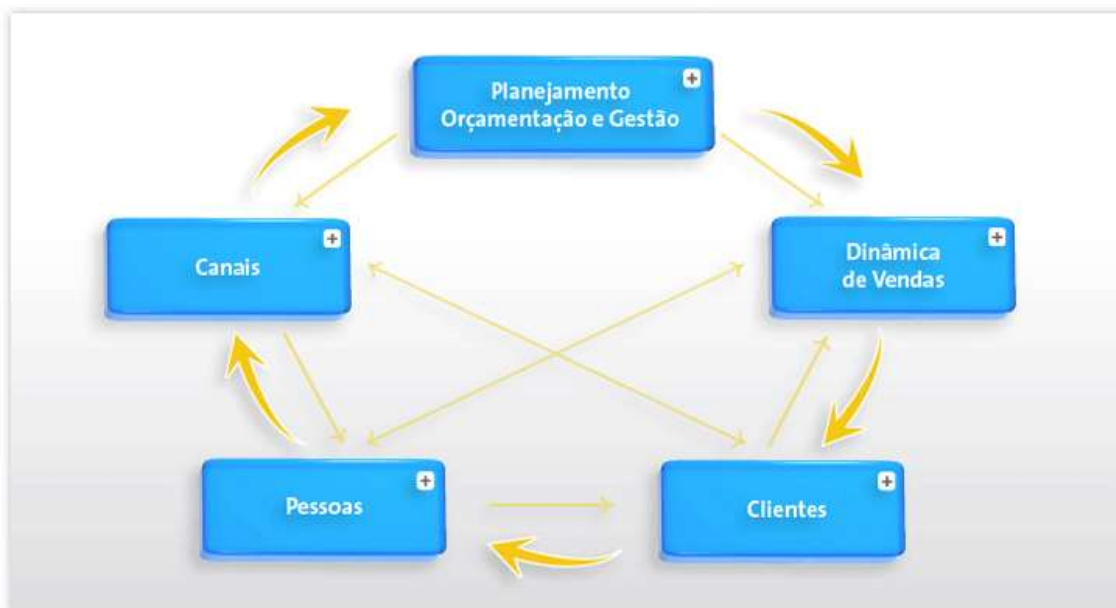 Planejamento
Orçamentação e Gestão
Canais
Dinâmica
de Vendas
Pessoas
Clientes